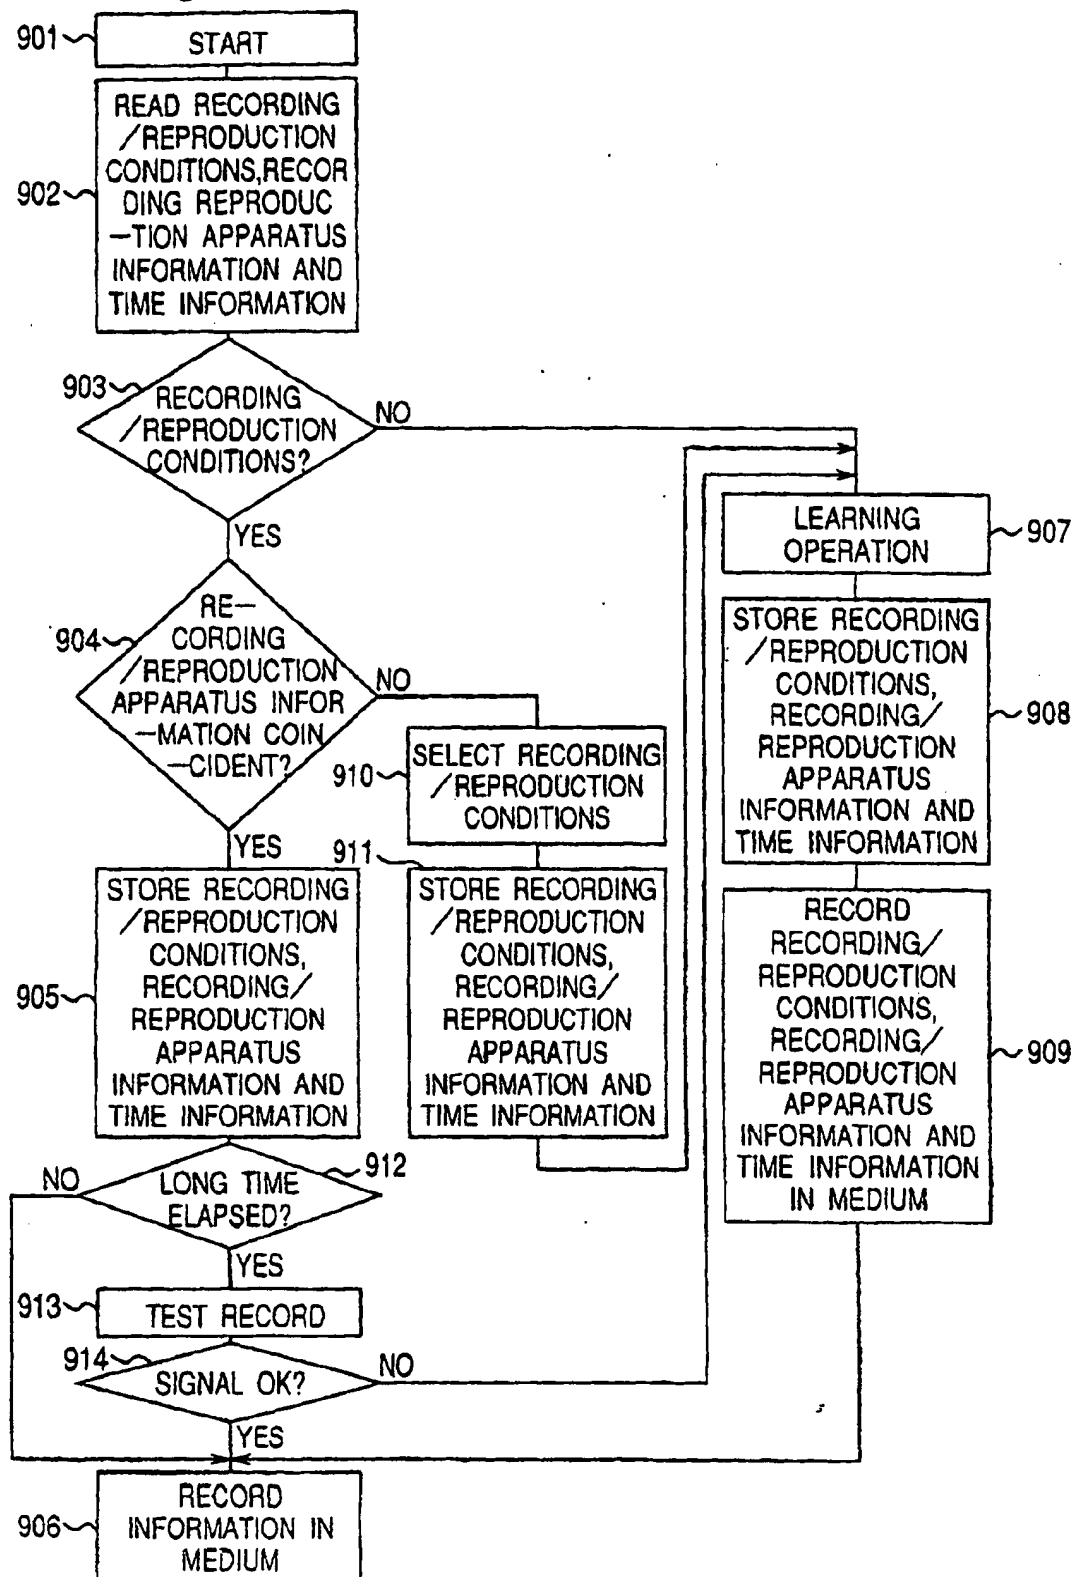 901
START
902
READ RECORDING
/REPRODUCTION
CONDITIONS,RECOR
DING REPRODUC
-TION APPARATUS
INFORMATION AND
TIME INFORMATION
903
RECORDING
/REPRODUCTION
CONDITIONS?
NO
YES
904
RE-
CORDING
/REPRODUCTION
APPARATUS INFOR
-MATION COIN
-CIDENT?
NO
YES
905
STORE RECORDING
/REPRODUCTION
CONDITIONS,
RECORDING/
REPRODUCTION
APPARATUS
INFORMATION AND
TIME INFORMATION
910
SELECT RECORDING
/REPRODUCTION
CONDITIONS
911
STORE RECORDING
/REPRODUCTION
CONDITIONS,
RECORDING/
REPRODUCTION
APPARATUS
INFORMATION AND
TIME INFORMATION
LEARNING
OPERATION
907
STORE RECORDING
/REPRODUCTION
CONDITIONS,
RECORDING/
REPRODUCTION
APPARATUS
INFORMATION AND
TIME INFORMATION
908
RECORD
RECORDING/
REPRODUCTION
CONDITIONS,
RECORDING/
REPRODUCTION
APPARATUS
INFORMATION AND
TIME INFORMATION
IN MEDIUM
909
NO
LONG TIME
ELAPSED?
912
YES
913
TEST RECORD
914
SIGNAL OK?
NO
YES
906
RECORD
INFORMATION IN
MEDIUM